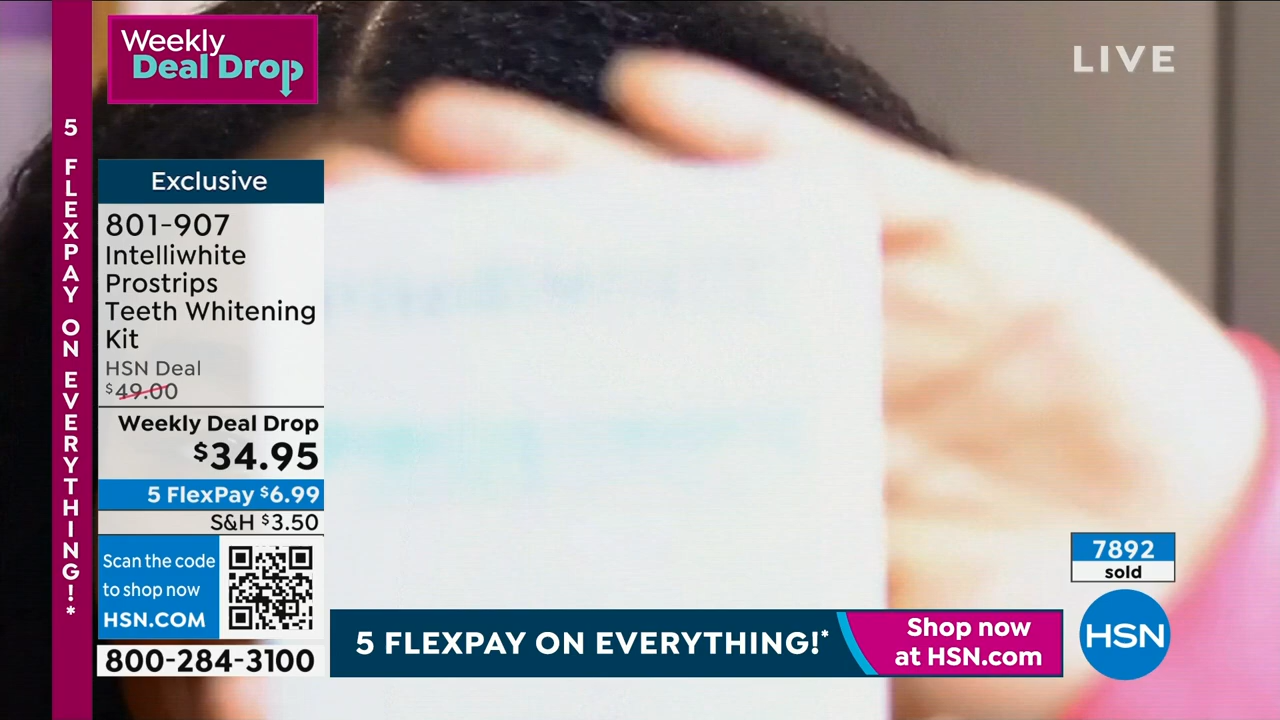 Weekly
Deal Drop
LIVE
5 FLEXPAY ON EVERYTHING!*
Exclusive
801-907
Intelliwhite
Prostrips
Teeth Whitening
Kit
HSN Deal
$49.00
Weekly Deal Drop
$34.95
5 FlexPay $6.99
S&H $3.50
Scan the code
to shop now
HSN.COM
800-284-3100
5 FLEXPAY ON EVERYTHING!*
Shop now
at HSN.com
7892
sold
HSN